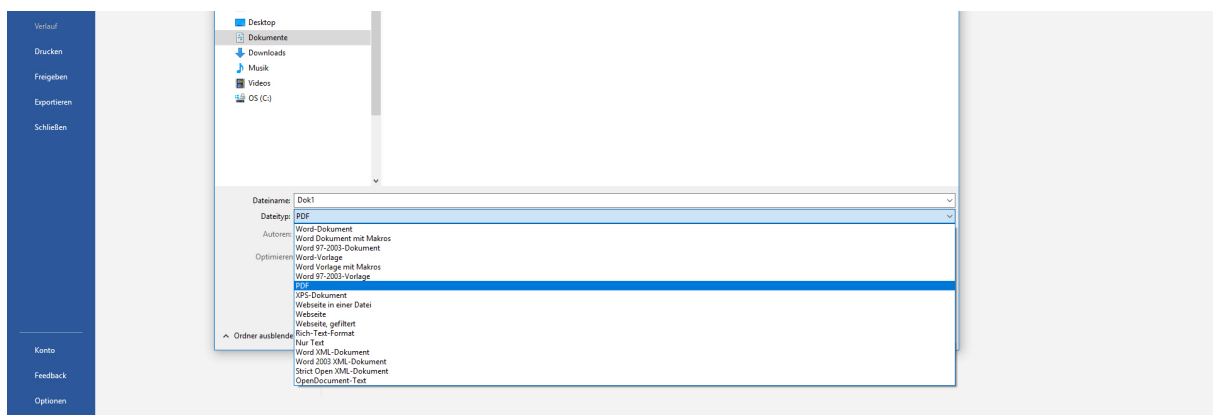 Verlauf
Drucken
Freigeben
Exportieren
Schließen
Konto
Feedback
Optionen
Desktop
Dokumente
Downloads
Musik
Videos
OS (C:)
Dateiname: Dok1
Dateityp: PDF
Autoren:
Optimieren
Word-Dokument
Word Dokument mit Makros
Word 97-2003-Dokument
Word-Vorlage
Word Vorlage mit Makros
Word 97-2003-Vorlage
PDF
XPS-Dokument
Webseite in einer Datei
Webseite
Webseite, gefiltert
Rich-Text-Format
Nur Text
Word XML-Dokument
Word 2003 XML-Dokument
Strict Open XML-Dokument
OpenDocument-Text
Ordner ausblende